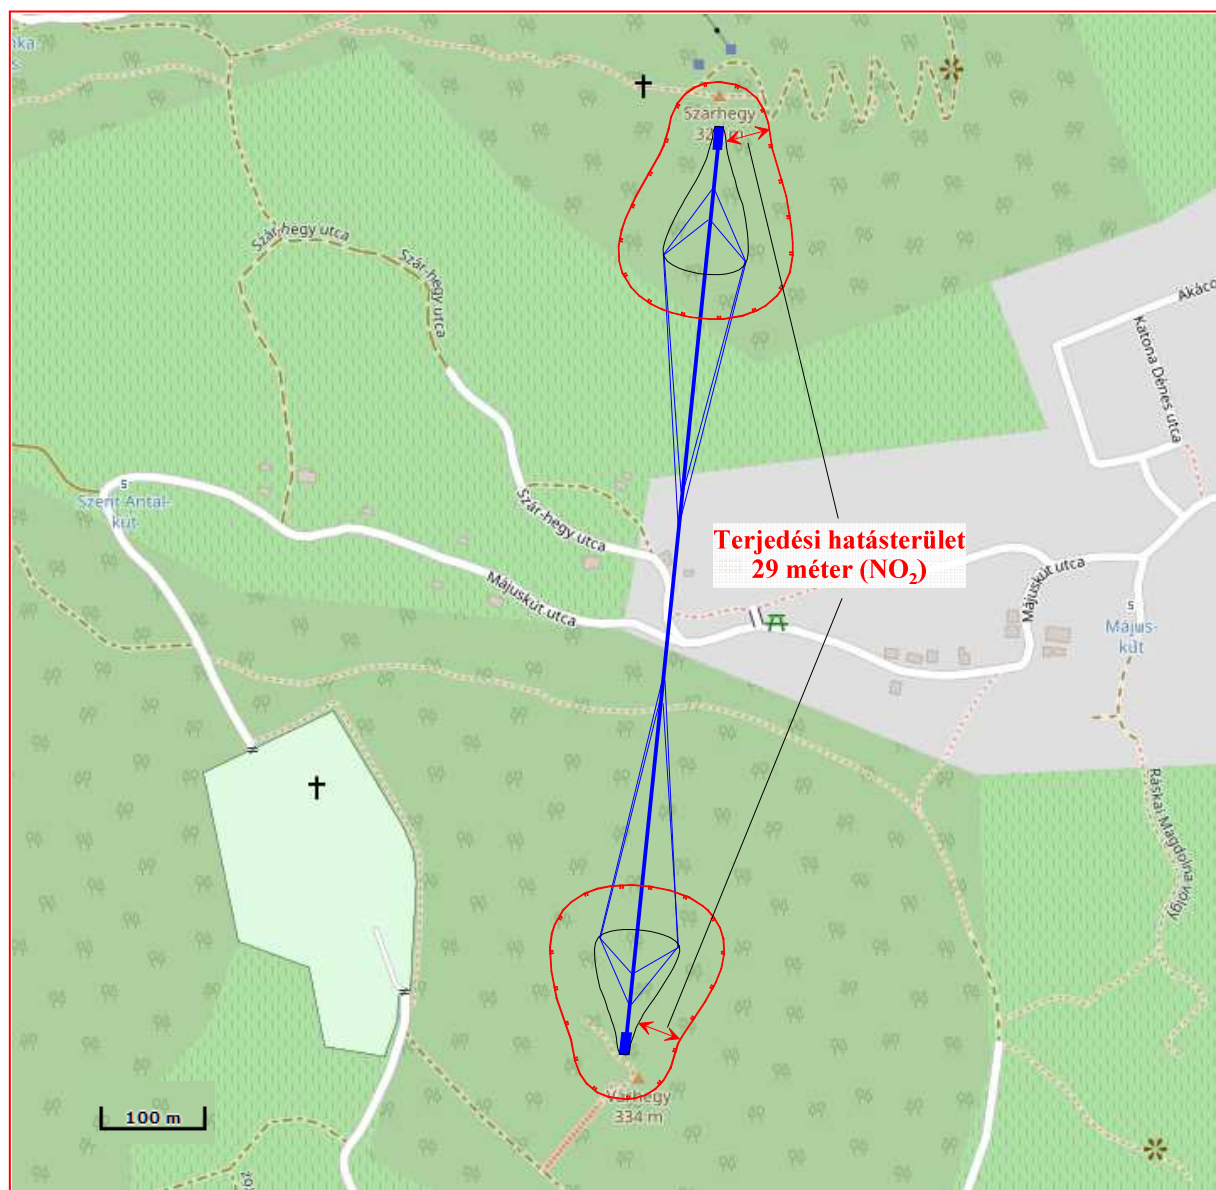 Szárhegy
m
Szár-hegy utca
Szár-hegy utca
Akáco
Katona Dénes utca
Szent Antal-
kút
Szár-hegy utca
Terjedési hatásterület
29 méter (NO₂)
Májuskút utca
Májuskút utca
Május-
kút
Ráskai Magdolna völgy
100 m
Várhegy
334 m